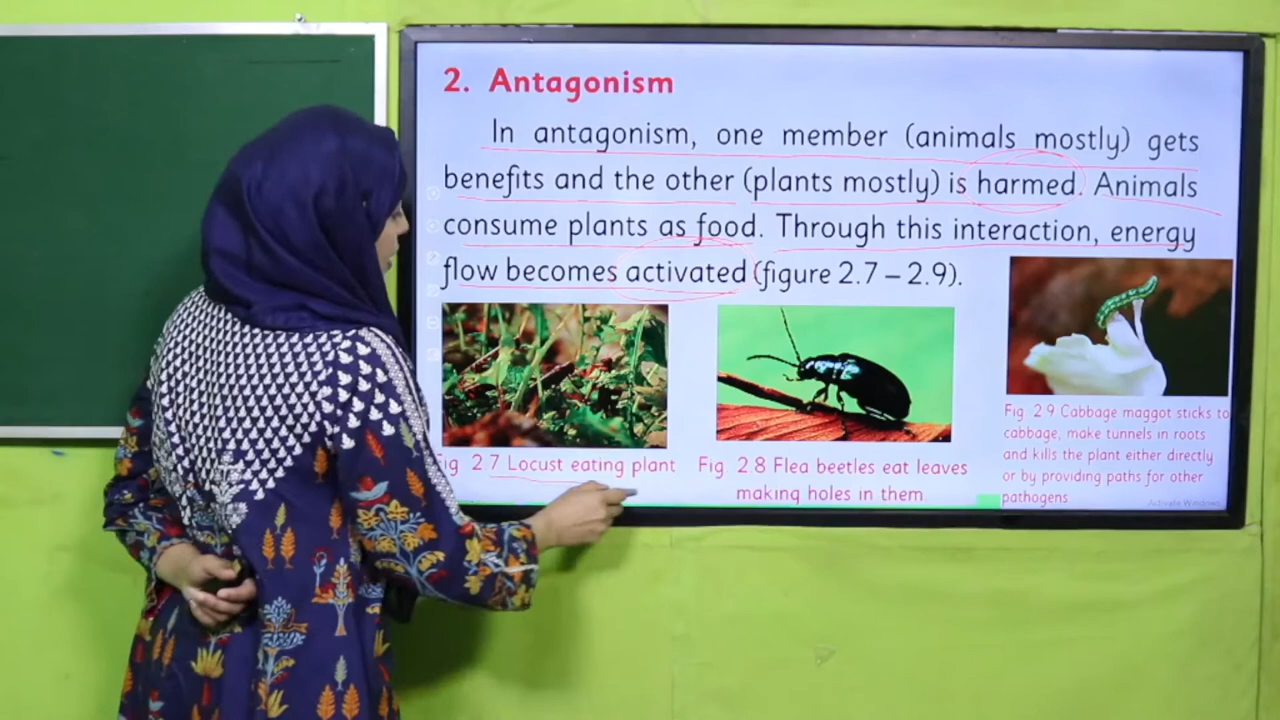 2. Antagonism
In antagonism, one member (animals mostly) gets
benefits and the other (plants mostly) is harmed. Animals
consume plants as food. Through this interaction, energy
flow becomes activated (figure 2.7 – 2.9).
ig 2 7 Locust eating plant
Fig. 2 8 Flea beetles eat leaves
making holes in them
Fig 2 9 Cabbage maggot sticks to
cabbage, make tunnels in roots
and kills the plant either directly
or by providing paths for other
pathogens
Activate Windows